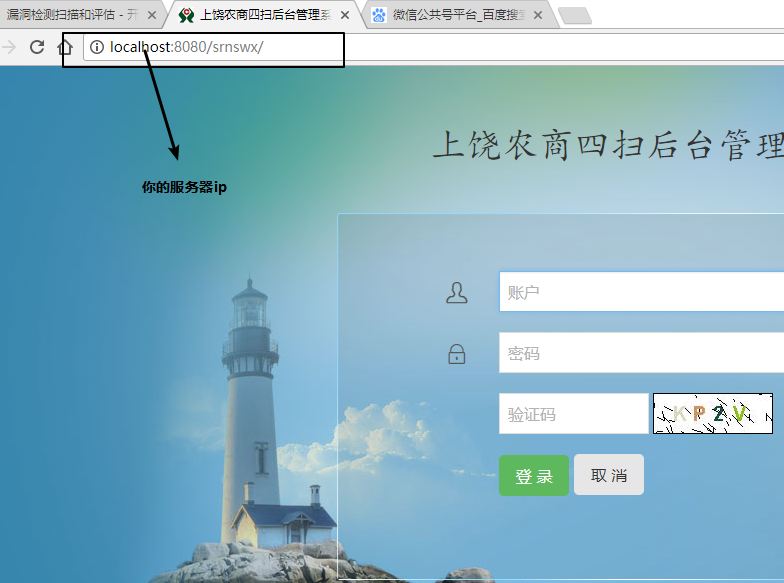 漏洞检测扫描和评估 - 开
上饶农商四扫后台管理系
微信公共号平台_百度搜索
localhost:8080/srnswx/
你的服务器ip
上饶农商四扫后台管理
账户
密码
验证码
KP2V
登 录
取 消